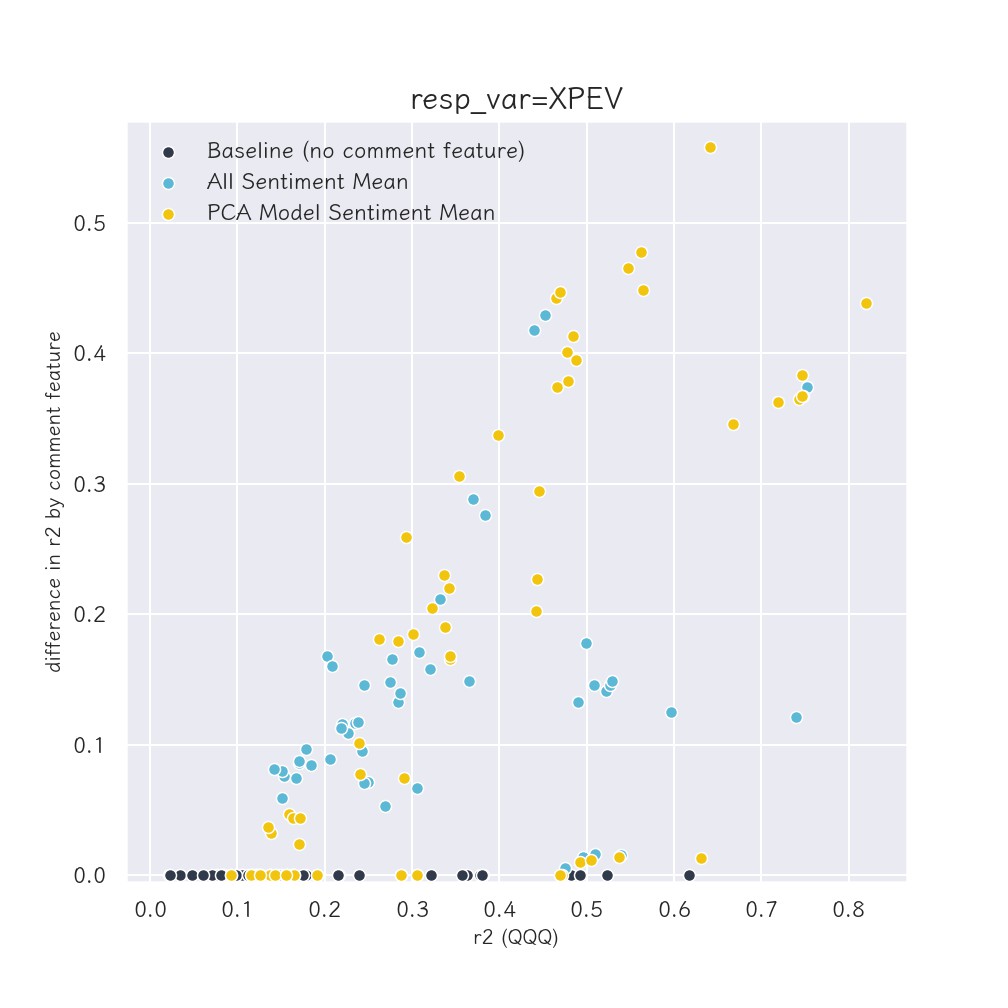 resp_var=XPEV
Baseline (no comment feature)
All Sentiment Mean
PCA Model Sentiment Mean
difference in r2 by comment feature
0.5
0.4
0.3
0.2
0.1
0.0
0.0 0.1 0.2 0.3 0.4 0.5 0.6 0.7 0.8
r2 (QQQ)